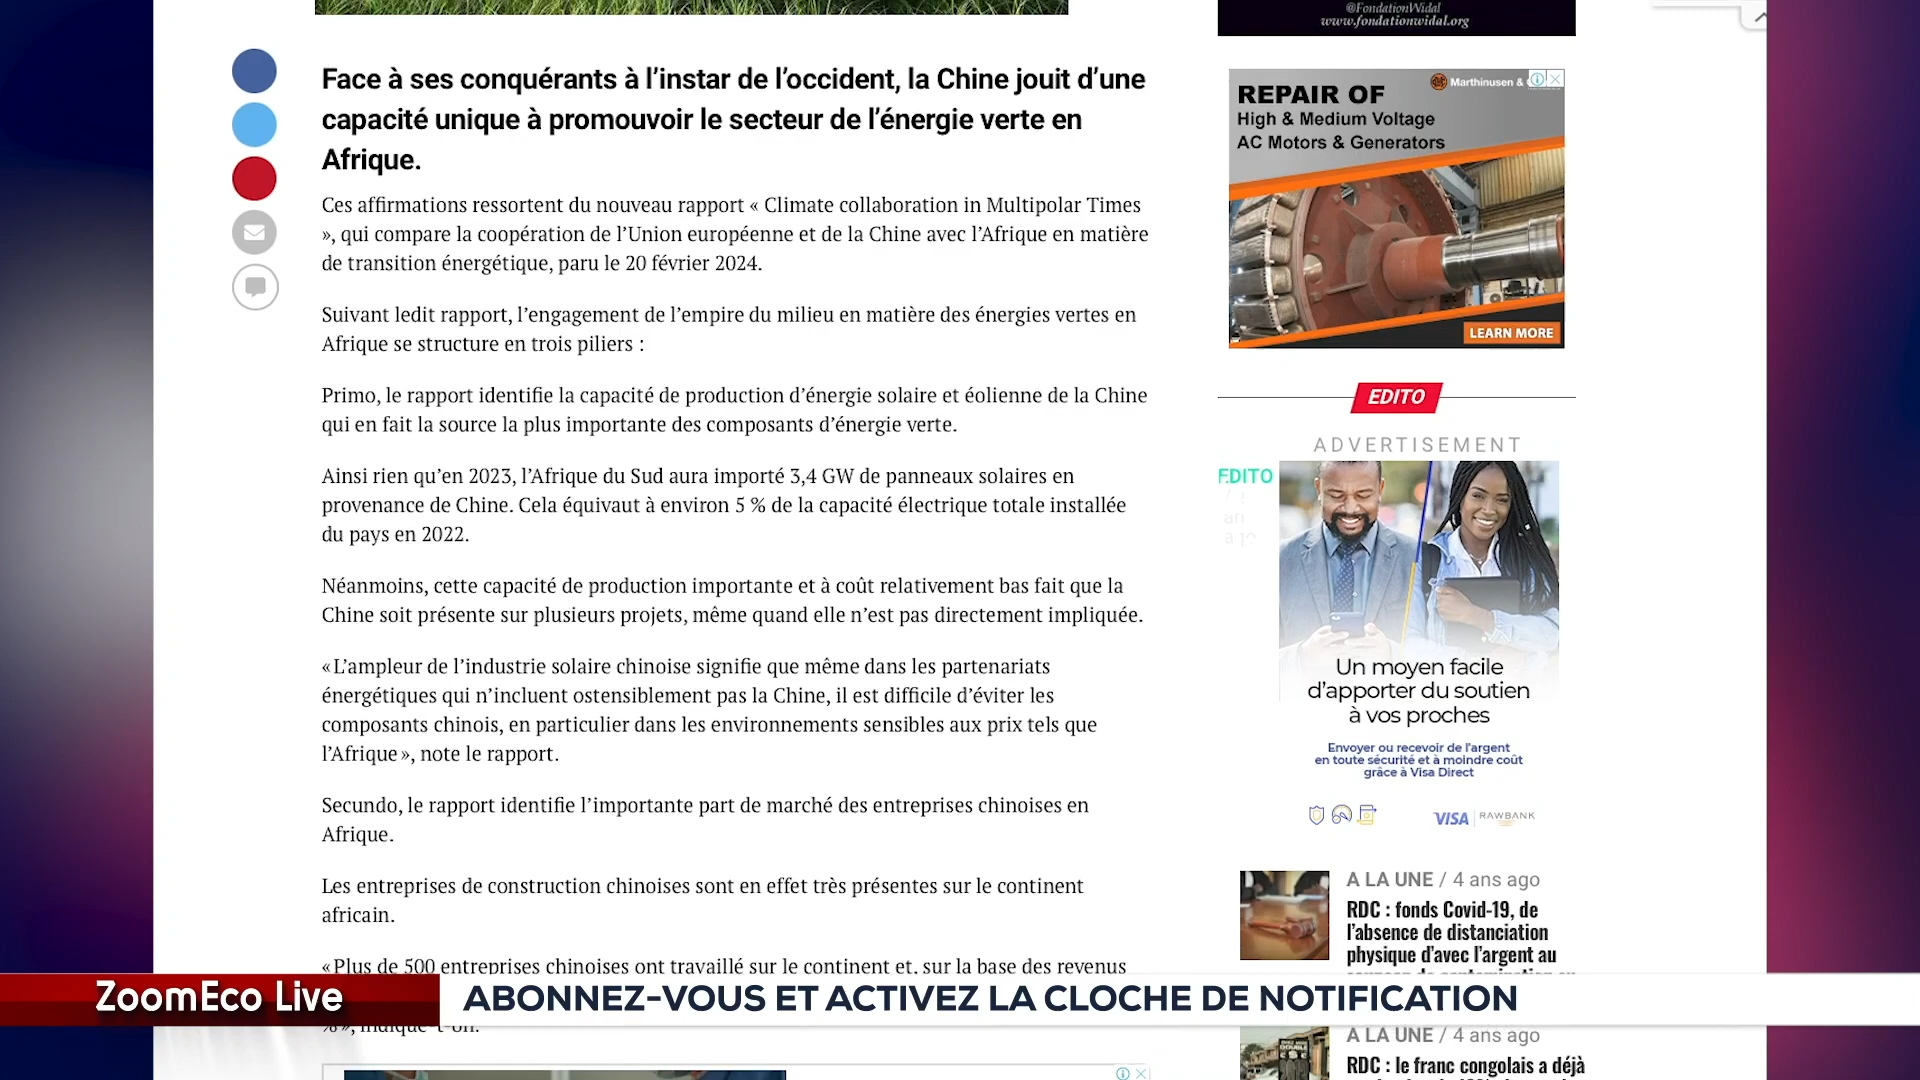 @FondationWidal
www.fondationwidal.org
Face à ses conquérants à l’instar de l’occident, la Chine jouit d’une
capacité unique à promouvoir le secteur de l’énergie verte en
Afrique.
Ces affirmations ressortent du nouveau rapport « Climate collaboration in Multipolar Times
», qui compare la coopération de l’Union européenne et de la Chine avec l’Afrique en matière
de transition énergétique, paru le 20 février 2024.
Suivant ledit rapport, l’engagement de l’empire du milieu en matière des énergies vertes en
Afrique se structure en trois piliers :
Primo, le rapport identifie la capacité de production d’énergie solaire et éolienne de la Chine
qui en fait la source la plus importante des composants d’énergie verte.
Ainsi rien qu’en 2023, l’Afrique du Sud aura importé 3,4 GW de panneaux solaires en
provenance de Chine. Cela équivaut à environ 5 % de la capacité électrique totale installée
du pays en 2022.
Néanmoins, cette capacité de production importante et à coût relativement bas fait que la
Chine soit présente sur plusieurs projets, même quand elle n’est pas directement impliquée.
« L’ampleur de l’industrie solaire chinoise signifie que même dans les partenariats
énergétiques qui n’incluent ostensiblement pas la Chine, il est difficile d’éviter les
composants chinois, en particulier dans les environnements sensibles aux prix tels que
l’Afrique », note le rapport.
Secundo, le rapport identifie l’importante part de marché des entreprises chinoises en
Afrique.
Les entreprises de construction chinoises sont en effet très présentes sur le continent
africain.
« Plus de 500 entreprises chinoises ont travaillé sur le continent et, sur la base des revenus
% », indique-t-on.
Marthinusen &
REPAIR OF
High & Medium Voltage
AC Motors & Generators
LEARN MORE
EDITO
ADVERTISEMENT
EDITO
Un moyen facile
d’apporter du soutien
à vos proches
Envoyer ou recevoir de l’argent
en toute sécurité et à moindre coût
grâce à Visa Direct
VISA | RAWBANK
A LA UNE / 4 ans ago
RDC : fonds Covid-19, de
l’absence de distanciation
physique d’avec l’argent au
A LA UNE / 4 ans ago
RDC : le franc congolais a déjà
ZoomEco Live
ABONNEZ-VOUS ET ACTIVEZ LA CLOCHE DE NOTIFICATION